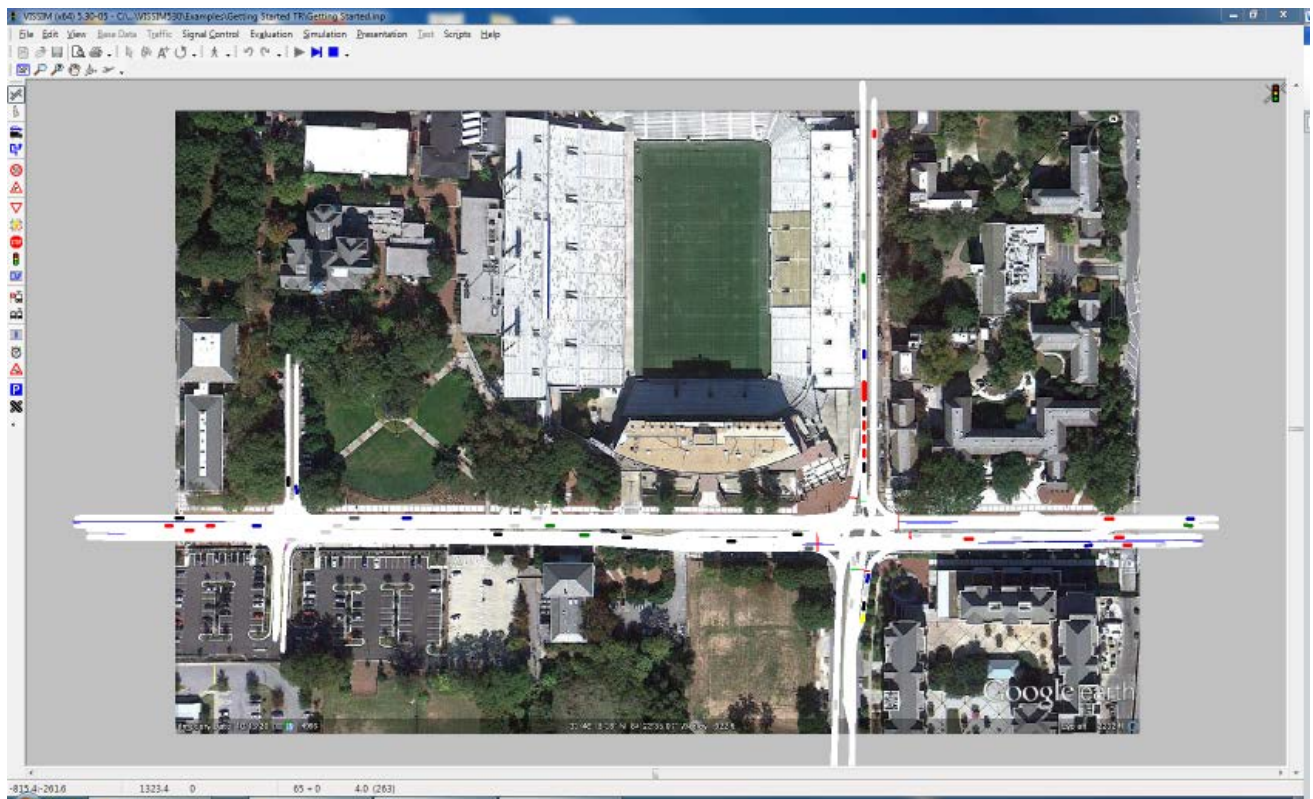 VISSIM (x64) 5.30-05 - C:\...\VISSIM530\Examples\Getting Started TR\Getting Started.inp
File Edit View Base Data Traffic Signal Control Evaluation Simulation Presentation Test Scripts Help
STOP
P
Google earth
-815.4:-261.6 1323.4 0 65 + 0 4.0 (263)